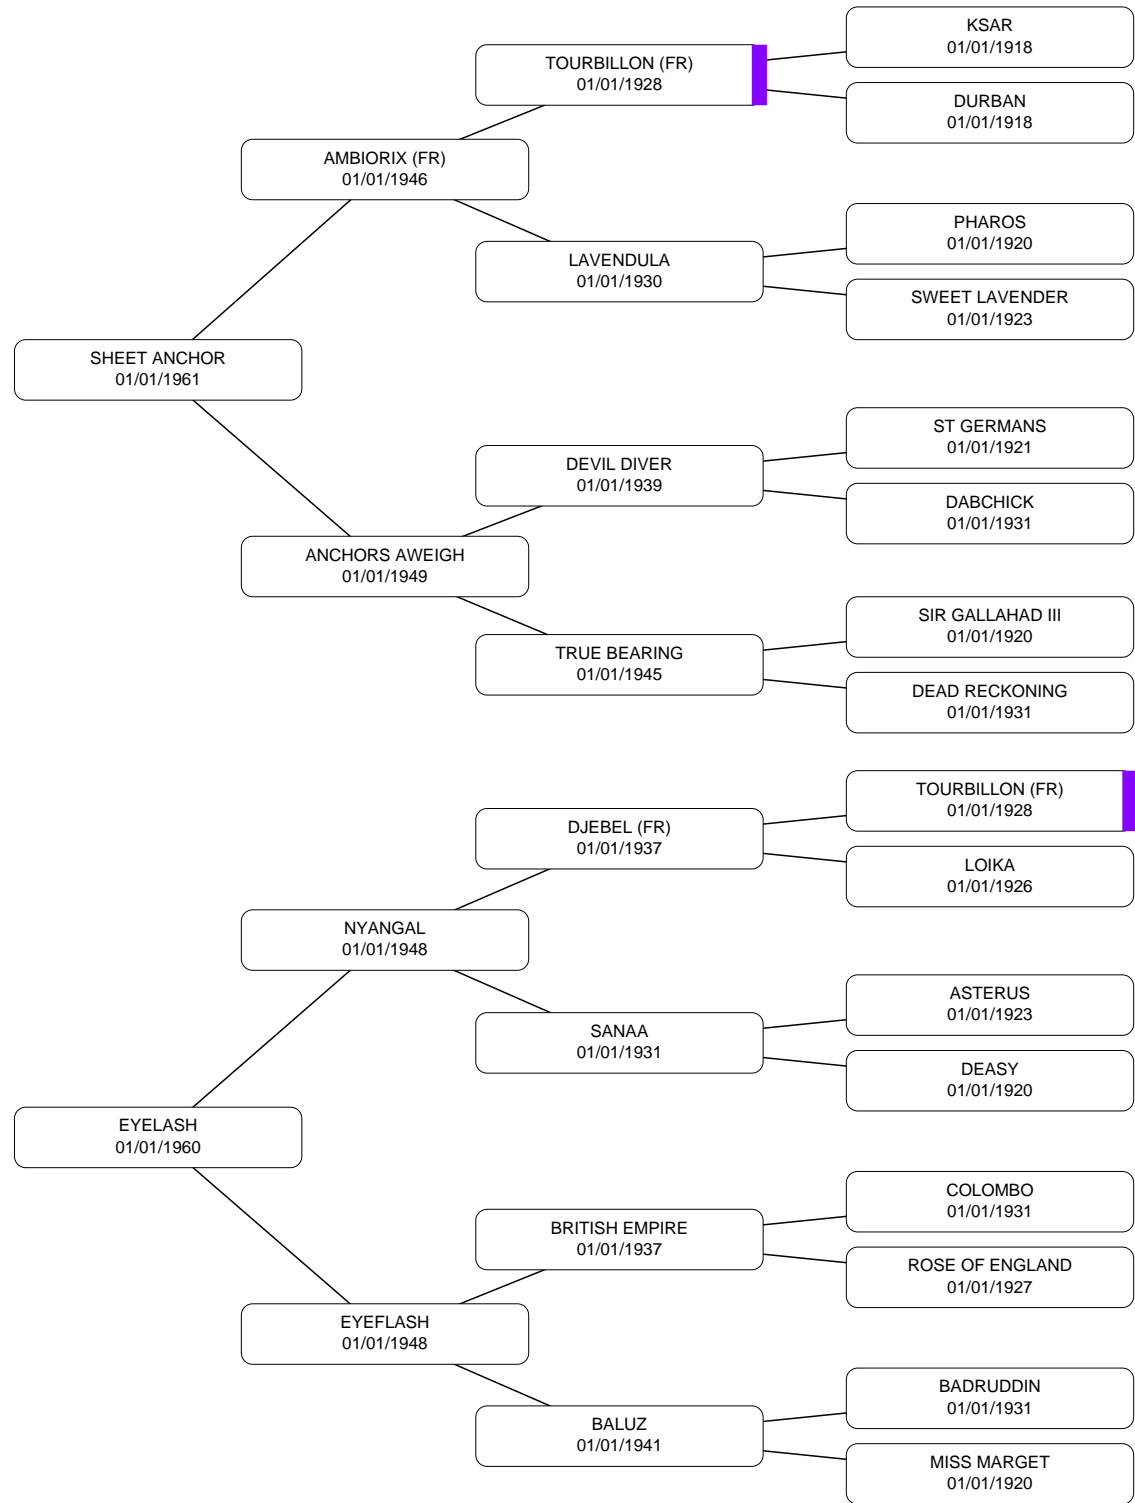 KSAR
01/01/1918
TOURBILLON (FR)
01/01/1928
DURBAN
01/01/1918
AMBIORIX (FR)
01/01/1946
PHAROS
01/01/1920
LAVENDULA
01/01/1930
SWEET LAVENDER
01/01/1923
SHEET ANCHOR
01/01/1961
ST GERMANS
01/01/1921
DEVIL DIVER
01/01/1939
DABCHICK
01/01/1931
ANCHORS AWEIGH
01/01/1949
SIR GALLAHAD III
01/01/1920
TRUE BEARING
01/01/1945
DEAD RECKONING
01/01/1931
TOURBILLON (FR)
01/01/1928
DJEBEL (FR)
01/01/1937
LOIKA
01/01/1926
NYANGAL
01/01/1948
ASTERUS
01/01/1923
SANAA
01/01/1931
DEASY
01/01/1920
EYELASH
01/01/1960
COLOMBO
01/01/1931
BRITISH EMPIRE
01/01/1937
ROSE OF ENGLAND
01/01/1927
EYEFLASH
01/01/1948
BADRUDDIN
01/01/1931
BALUZ
01/01/1941
MISS MARGET
01/01/1920